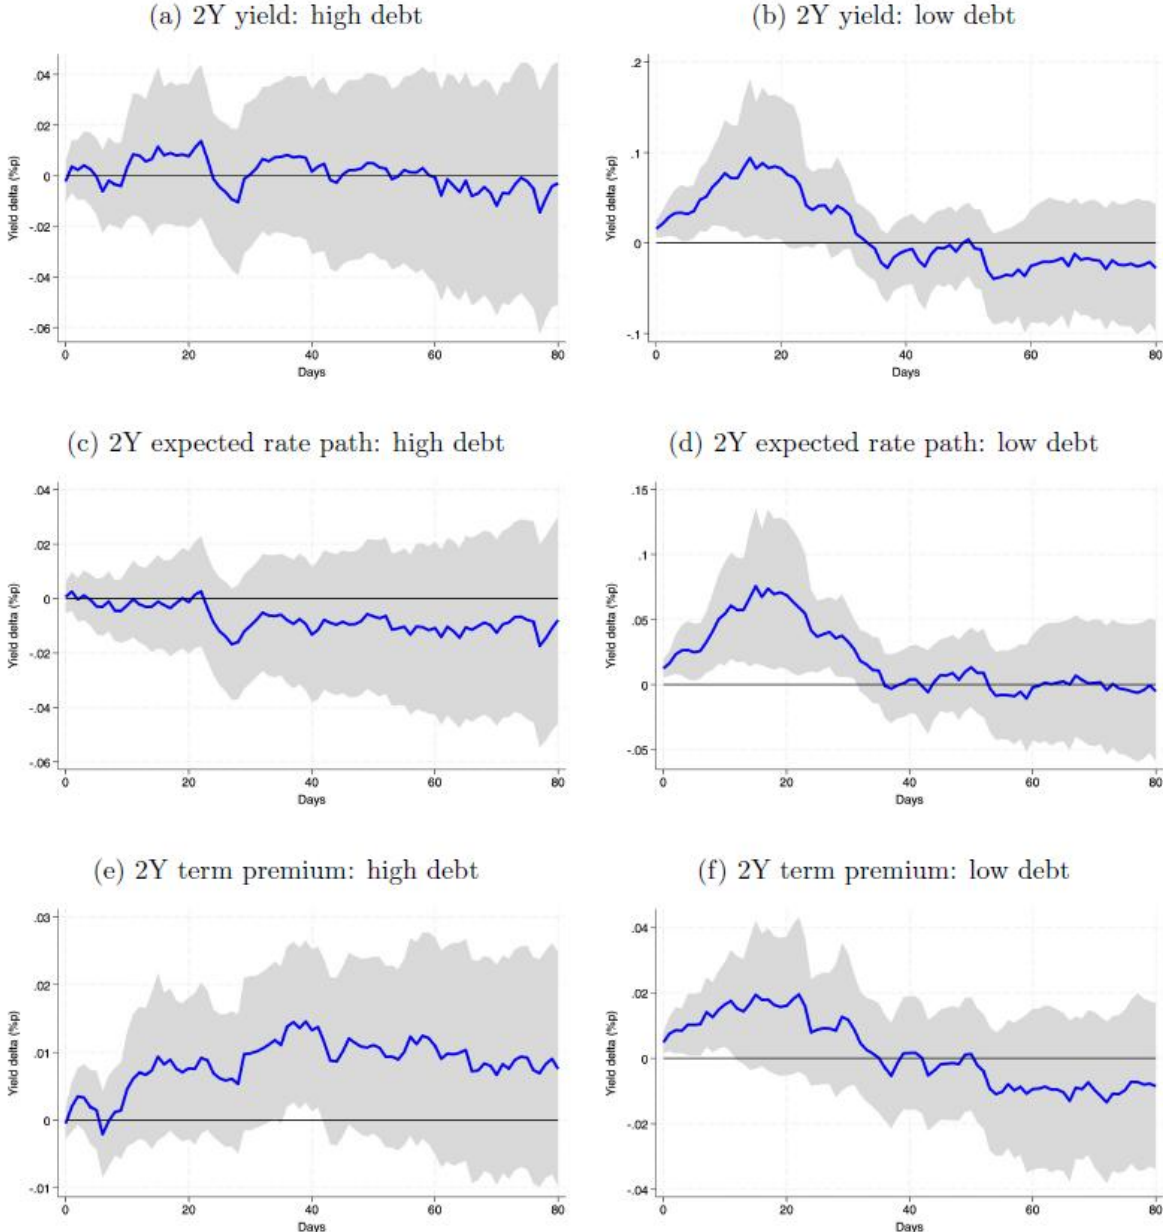 (a) 2Y yield: high debt
.04
.02
0
-.02
-.04
-.06
Yield delta (%p)
0 20 40 60 80
Days
(b) 2Y yield: low debt
.2
.1
0
-.1
Yield delta (%p)
0 20 40 60 80
Days
(c) 2Y expected rate path: high debt
.04
.02
0
-.02
-.04
-.06
Yield delta (%p)
0 20 40 60 80
Days
(d) 2Y expected rate path: low debt
.15
.1
.05
0
-.05
Yield delta (%p)
0 20 40 60 80
Days
(e) 2Y term premium: high debt
.03
.02
.01
0
-.01
Yield delta (%p)
0 20 40 60 80
Days
(f) 2Y term premium: low debt
.04
.02
0
-.02
-.04
Yield delta (%p)
0 20 40 60 80
Days